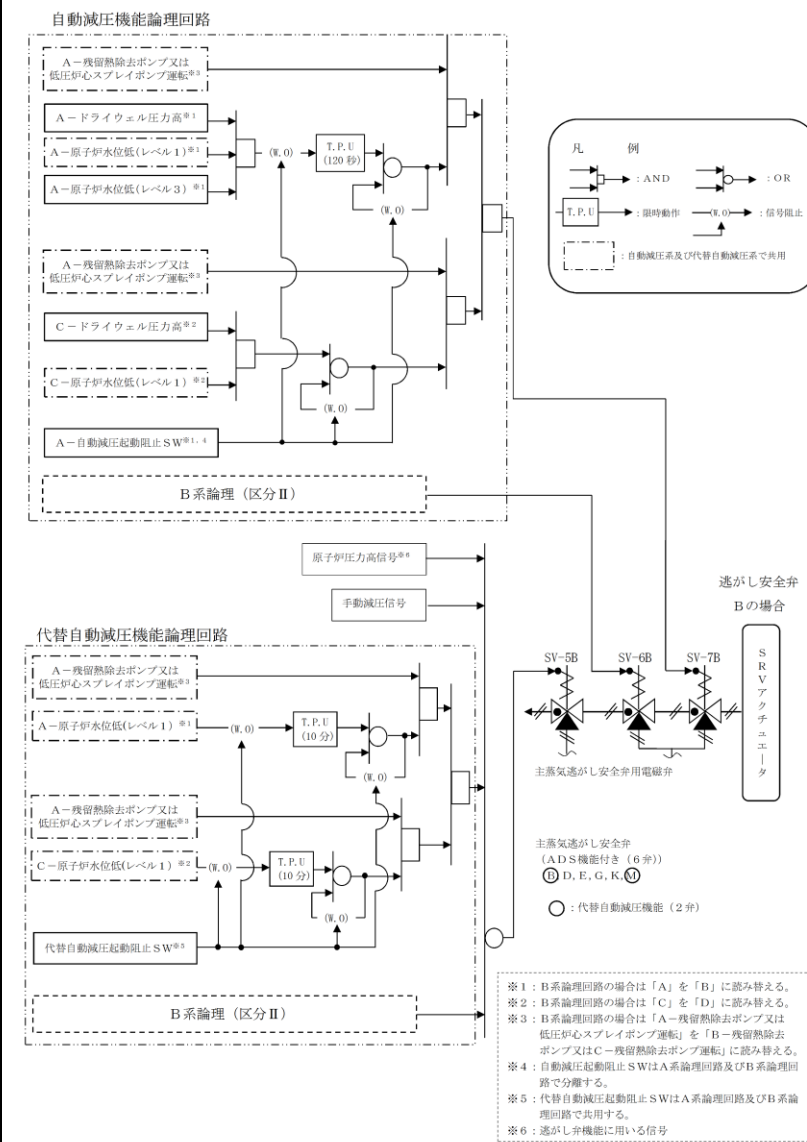 自動減圧機能論理回路
A－残留熱除去ポンプ又は
低圧炉心スプレイポンプ運転※3
A－ドライウェル圧力高※1
A－原子炉水位低(レベル1)※1
A－原子炉水位低(レベル3)※1
(W.O)
T.P.U
(120秒)
(W.O)
A－残留熱除去ポンプ又は
低圧炉心スプレイポンプ運転※3
C－ドライウェル圧力高※2
C－原子炉水位低(レベル1)※2
(W.O)
A－自動減圧起動阻止SW※1,4
B系論理(区分Ⅱ)
凡 例
:AND
:OR
T.P.U
:限時動作
(W.O)
:信号阻止
:自動減圧系及び代替自動減圧系で共用
原子炉圧力高信号※6
手動減圧信号
代替自動減圧機能論理回路
A－残留熱除去ポンプ又は
低圧炉心スプレイポンプ運転※3
A－原子炉水位低(レベル1)※1
(W.O)
T.P.U
(10分)
(W.O)
A－残留熱除去ポンプ又は
低圧炉心スプレイポンプ運転※3
C－原子炉水位低(レベル1)※2
(W.O)
T.P.U
(10分)
(W.O)
代替自動減圧起動阻止SW※5
B系論理(区分Ⅱ)
逃がし安全弁
Bの場合
SV-5B
SV-6B
SV-7B
SRVアクチュエータ
主蒸気逃がし安全弁用電磁弁
主蒸気逃がし安全弁
(ADS機能付き(6弁))
B, D, E, G, K, M
:代替自動減圧機能(2弁)
※1:B系論理回路の場合は「A」を「B」に読み替える。
※2:B系論理回路の場合は「C」を「D」に読み替える。
※3:B系論理回路の場合は「A－残留熱除去ポンプ又は
低圧炉心スプレイポンプ運転」を「B－残留熱除去
ポンプ又はC－残留熱除去ポンプ運転」に読み替える。
※4:自動減圧起動阻止SWはA系論理回路及びB系論理回
路で分離する。
※5:代替自動減圧起動阻止SWはA系論理回路及びB系論
理回路で共用する。
※6:逃がし弁機能に用いる信号